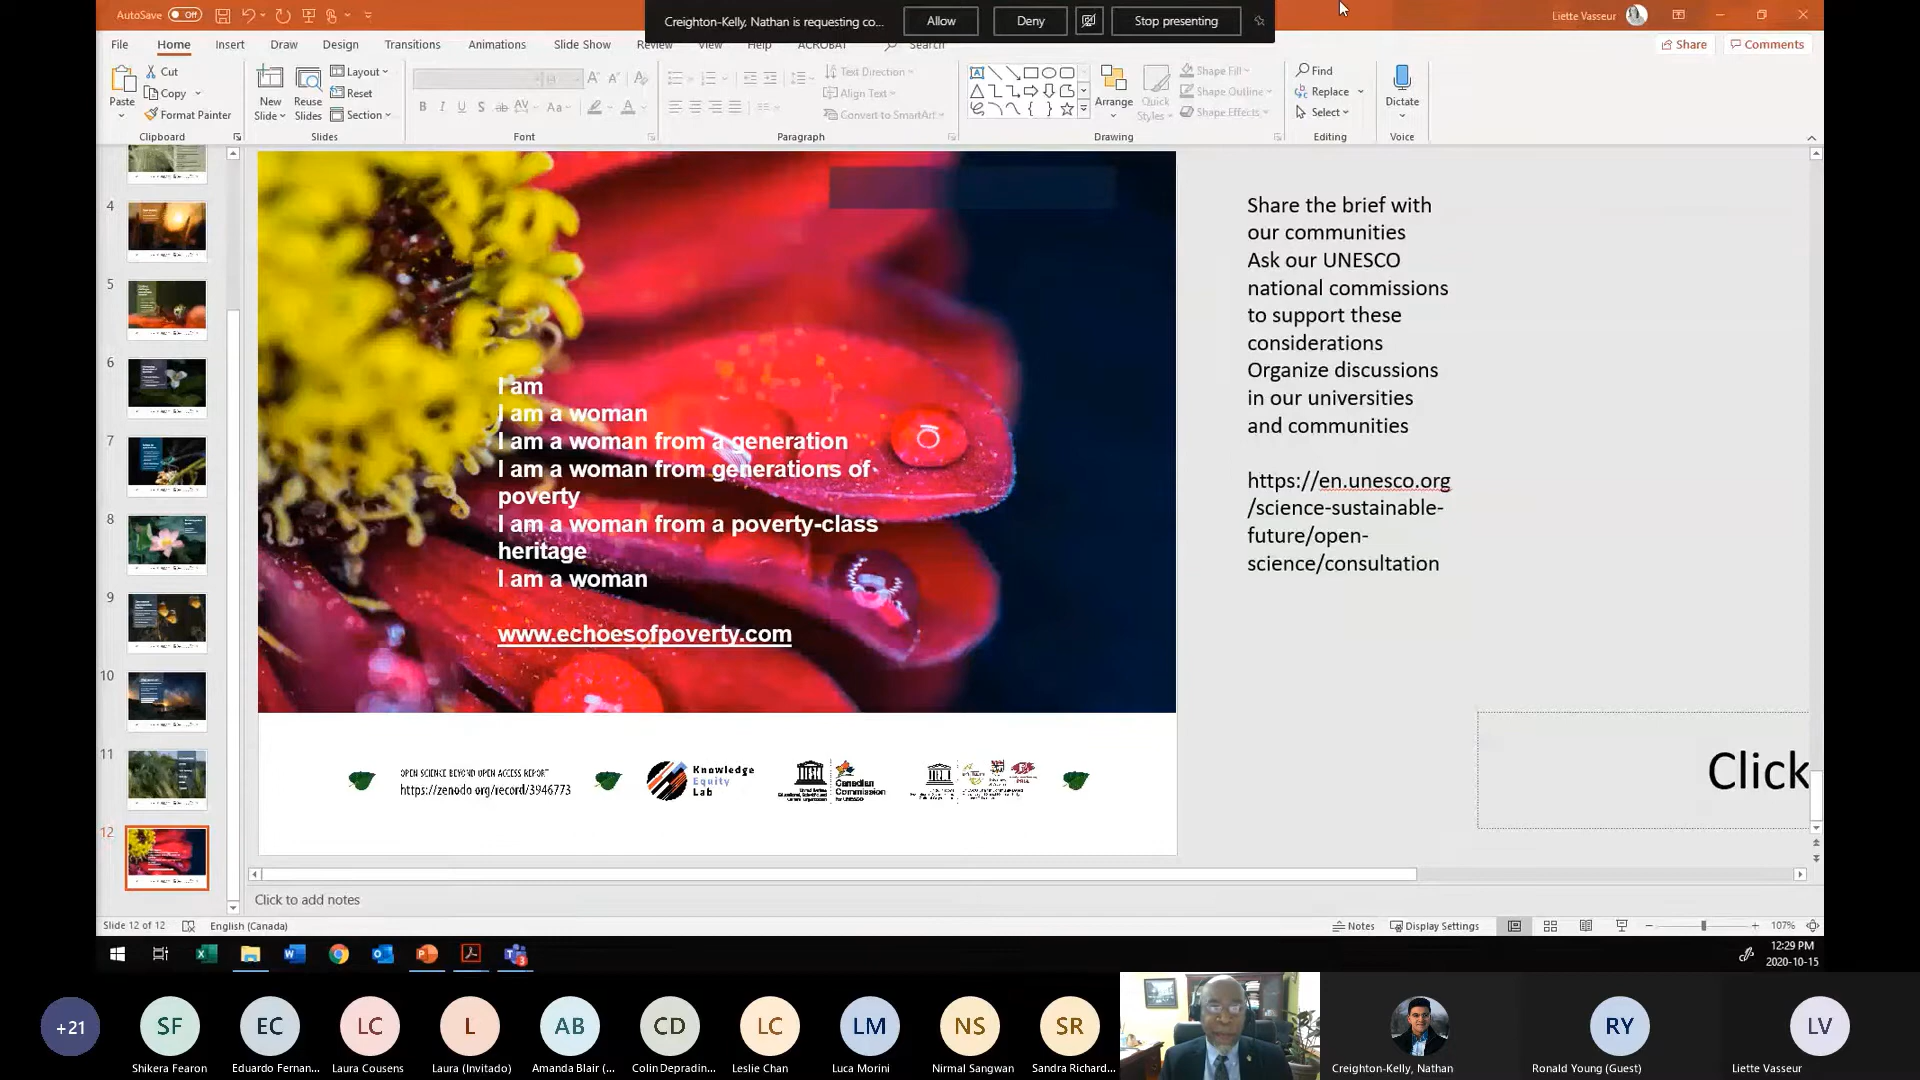 AutoSave Off
Creighton-Kelly, Nathan is requesting co...
Allow
Deny
Stop presenting
Liette Vasseur
File
Home
Insert
Draw
Design
Transitions
Animations
Slide Show
Review
View
Help
ACROBAT
Search
Share
Comments
Paste
Cut
Copy
Format Painter
Clipboard
New Slide
Reuse Slides
Layout
Reset
Section
Slides
Font
Text Direction
Align Text
Convert to SmartArt
Paragraph
Arrange
Quick Styles
Shape Fill
Shape Outline
Shape Effects
Drawing
Find
Replace
Select
Editing
Dictate
Voice
4
5
6
7
8
9
10
11
12
I am
I am a woman
I am a woman from a generation
I am a woman from generations of
poverty
I am a woman from a poverty-class
heritage
I am a woman
www.echoesofpoverty.com
OPEN SCIENCE BEYOND OPEN ACCESS REPORT
https://zenodo.org/record/3946773
Knowledge
Equity
Lab
Canadian
Commission
for UNESCO
Share the brief with
our communities
Ask our UNESCO
national commissions
to support these
considerations
Organize discussions
in our universities
and communities
https://en.unesco.org
/science-sustainable-
future/open-
science/consultation
Click
Click to add notes
Slide 12 of 12
English (Canada)
Notes
Display Settings
107%
12:29 PM
2020-10-15
+21
SF
EC
LC
L
AB
CD
LC
LM
NS
SR
RY
LV
Shikera Fearon
Eduardo Fernan...
Laura Cousens
Laura (Invitado)
Amanda Blair (...
Colin Depradin...
Leslie Chan
Luca Morini
Nirmal Sangwan
Sandra Richard...
Creighton-Kelly, Nathan
Ronald Young (Guest)
Liette Vasseur